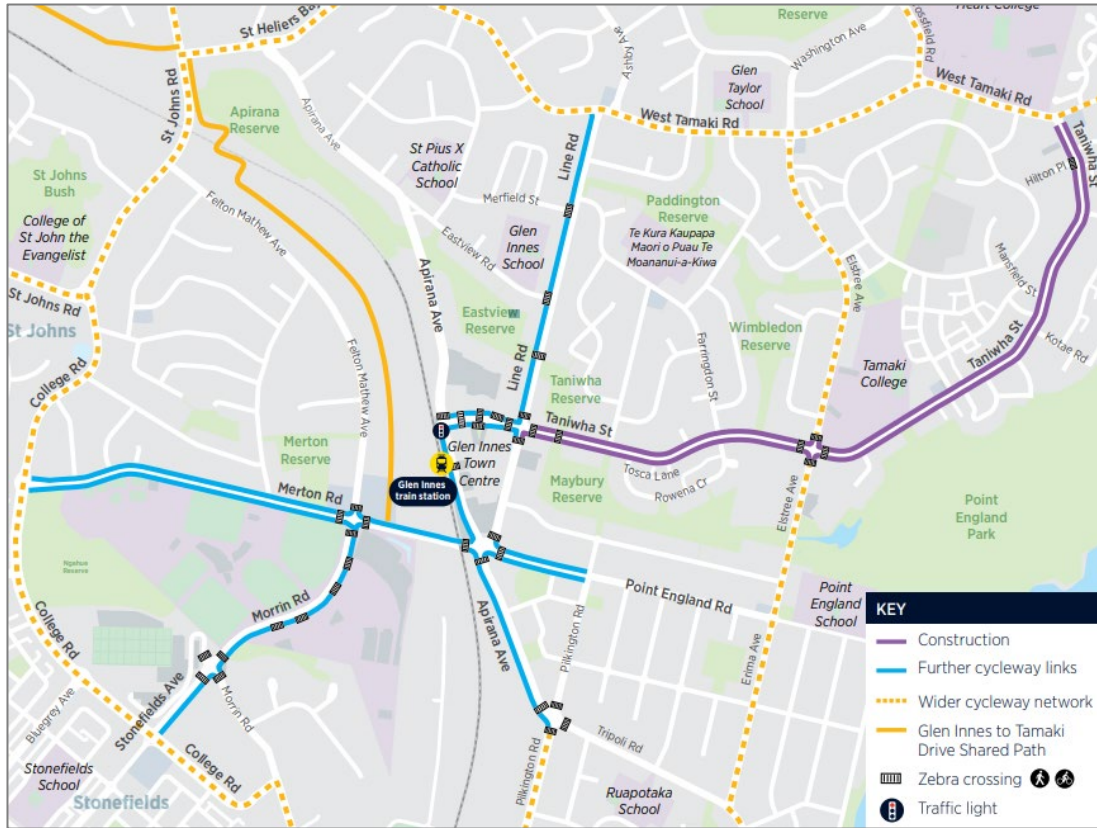 Reserve
Heart College
St Heliers Bay
Ashby Ave
Washington Ave
Crossfield Rd
Glen
Taylor
School
West Tamaki Rd
St Johns Rd
Apirana
Reserve
Apirana Ave
West Tamaki Rd
Taniwha St
St Pius X
Catholic
School
Line Rd
Hilton Pl
St Johns
Bush
Merfield St
Paddington
Reserve
College of
St John the
Evangelist
Felton Mathew Ave
Glen
Innes
School
Te Kura Kaupapa
Maori o Puau Te
Moananui-a-Kiwa
Eastview Rd
Mansfield St
Apirana Ave
Elstree Ave
St Johns Rd
St Johns
Eastview
Reserve
Wimbledon
Reserve
Taniwha St
Kotae Rd
Line Rd
Farringdon St
Felton Mathew Ave
College Rd
Tamaki
College
Taniwha
Reserve
Taniwha St
Merton
Reserve
Glen Innes
Town
Centre
Tosca Lane
Rowena Cr
Maybury
Reserve
Glen Innes
train station
Merton Rd
Elstree Ave
Point
England
Park
Ngahue
Reserve
Point England Rd
Point
England
School
Morrin Rd
Apirana Ave
Pilkington Rd
College Rd
Erima Ave
Stonefields Ave
Morrin Rd
Bluegrey Ave
Tripoli Rd
College Rd
Pilkington Rd
Stonefields
School
Stonefields
Ruapotaka
School
KEY
Construction
Further cycleway links
Wider cycleway network
Glen Innes to Tamaki
Drive Shared Path
Zebra crossing
Traffic light